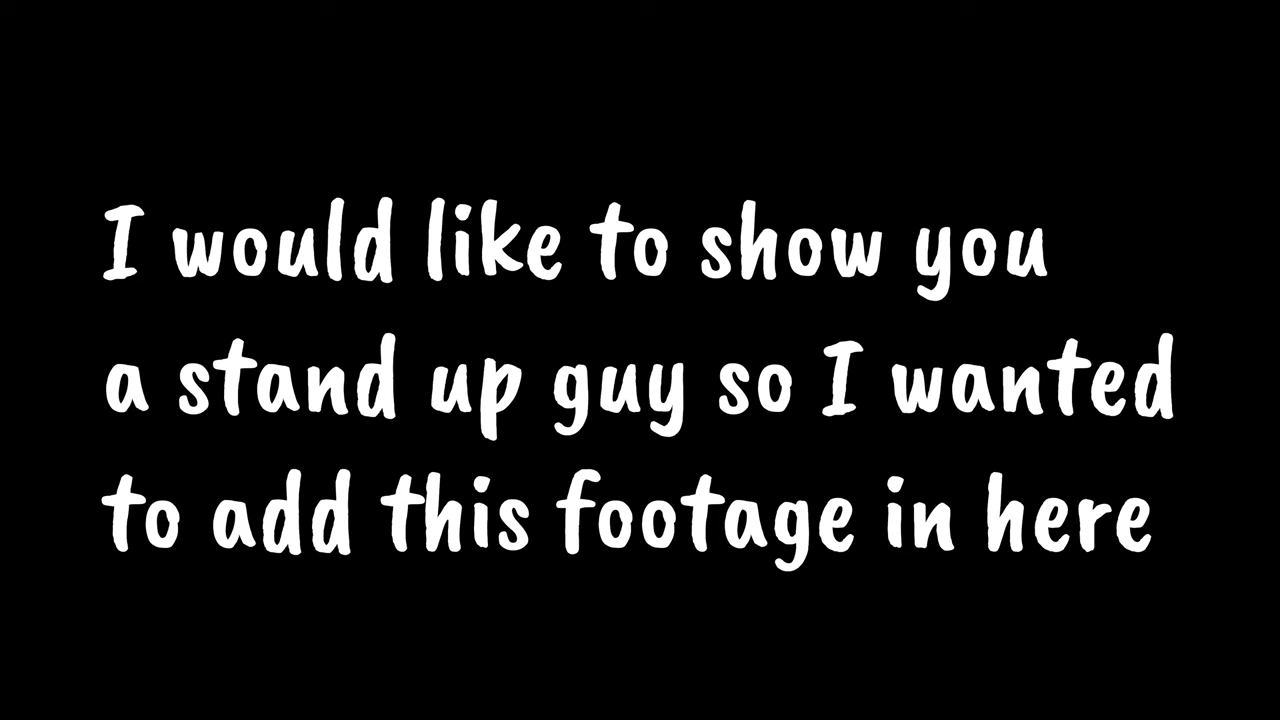 I would like to show you
a stand up guy so I wanted
to add this footage in here